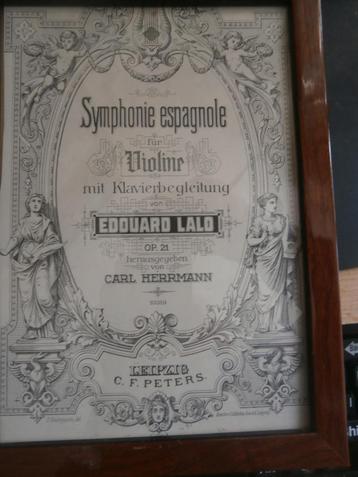 Symphonie espagnole
für
Violine
mit Klavierbegleitung
von
EDOUARD LALO
OP. 21
herausgegeben
von
CARL HERRMANN
LEIPZIG
C. F. PETERS.